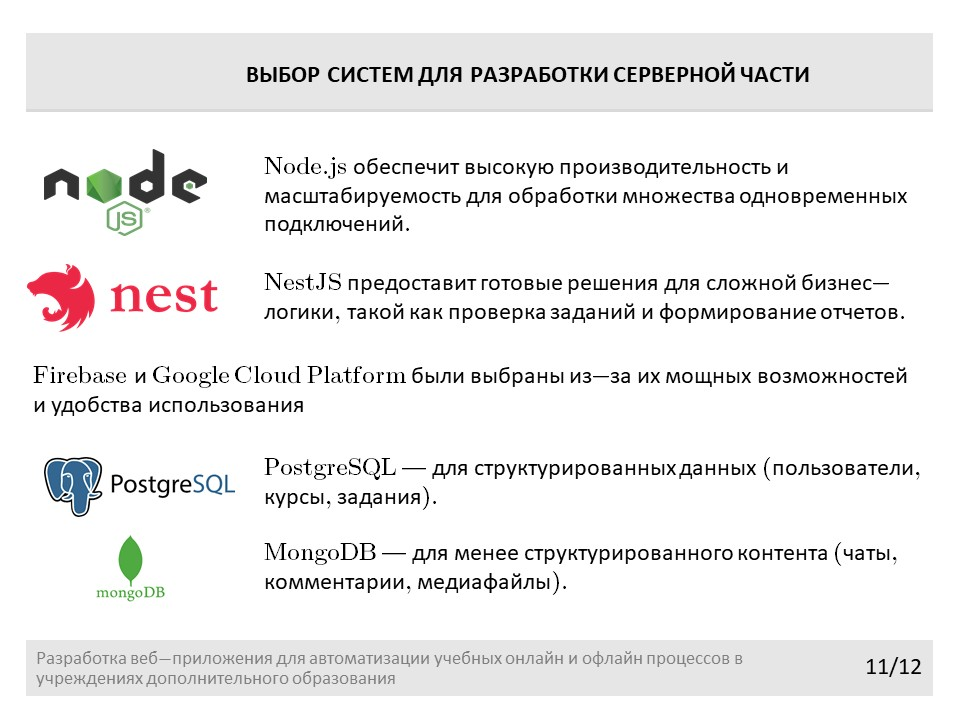 ВЫБОР СИСТЕМ ДЛЯ РАЗРАБОТКИ СЕРВЕРНОЙ ЧАСТИ
node
JS®
Node.js обеспечит высокую производительность и
масштабируемость для обработки множества одновременных
подключений.
nest
NestJS предоставит готовые решения для сложной бизнес—
логики, такой как проверка заданий и формирование отчетов.
Firebase и Google Cloud Platform были выбраны из—за их мощных возможностей
и удобства использования
PostgreSQL
PostgreSQL — для структурированных данных (пользователи,
курсы, задания).
mongoDB
MongoDB — для менее структурированного контента (чаты,
комментарии, медиафайлы).
Разработка веб—приложения для автоматизации учебных онлайн и офлайн процессов в
учреждениях дополнительного образования
11/12